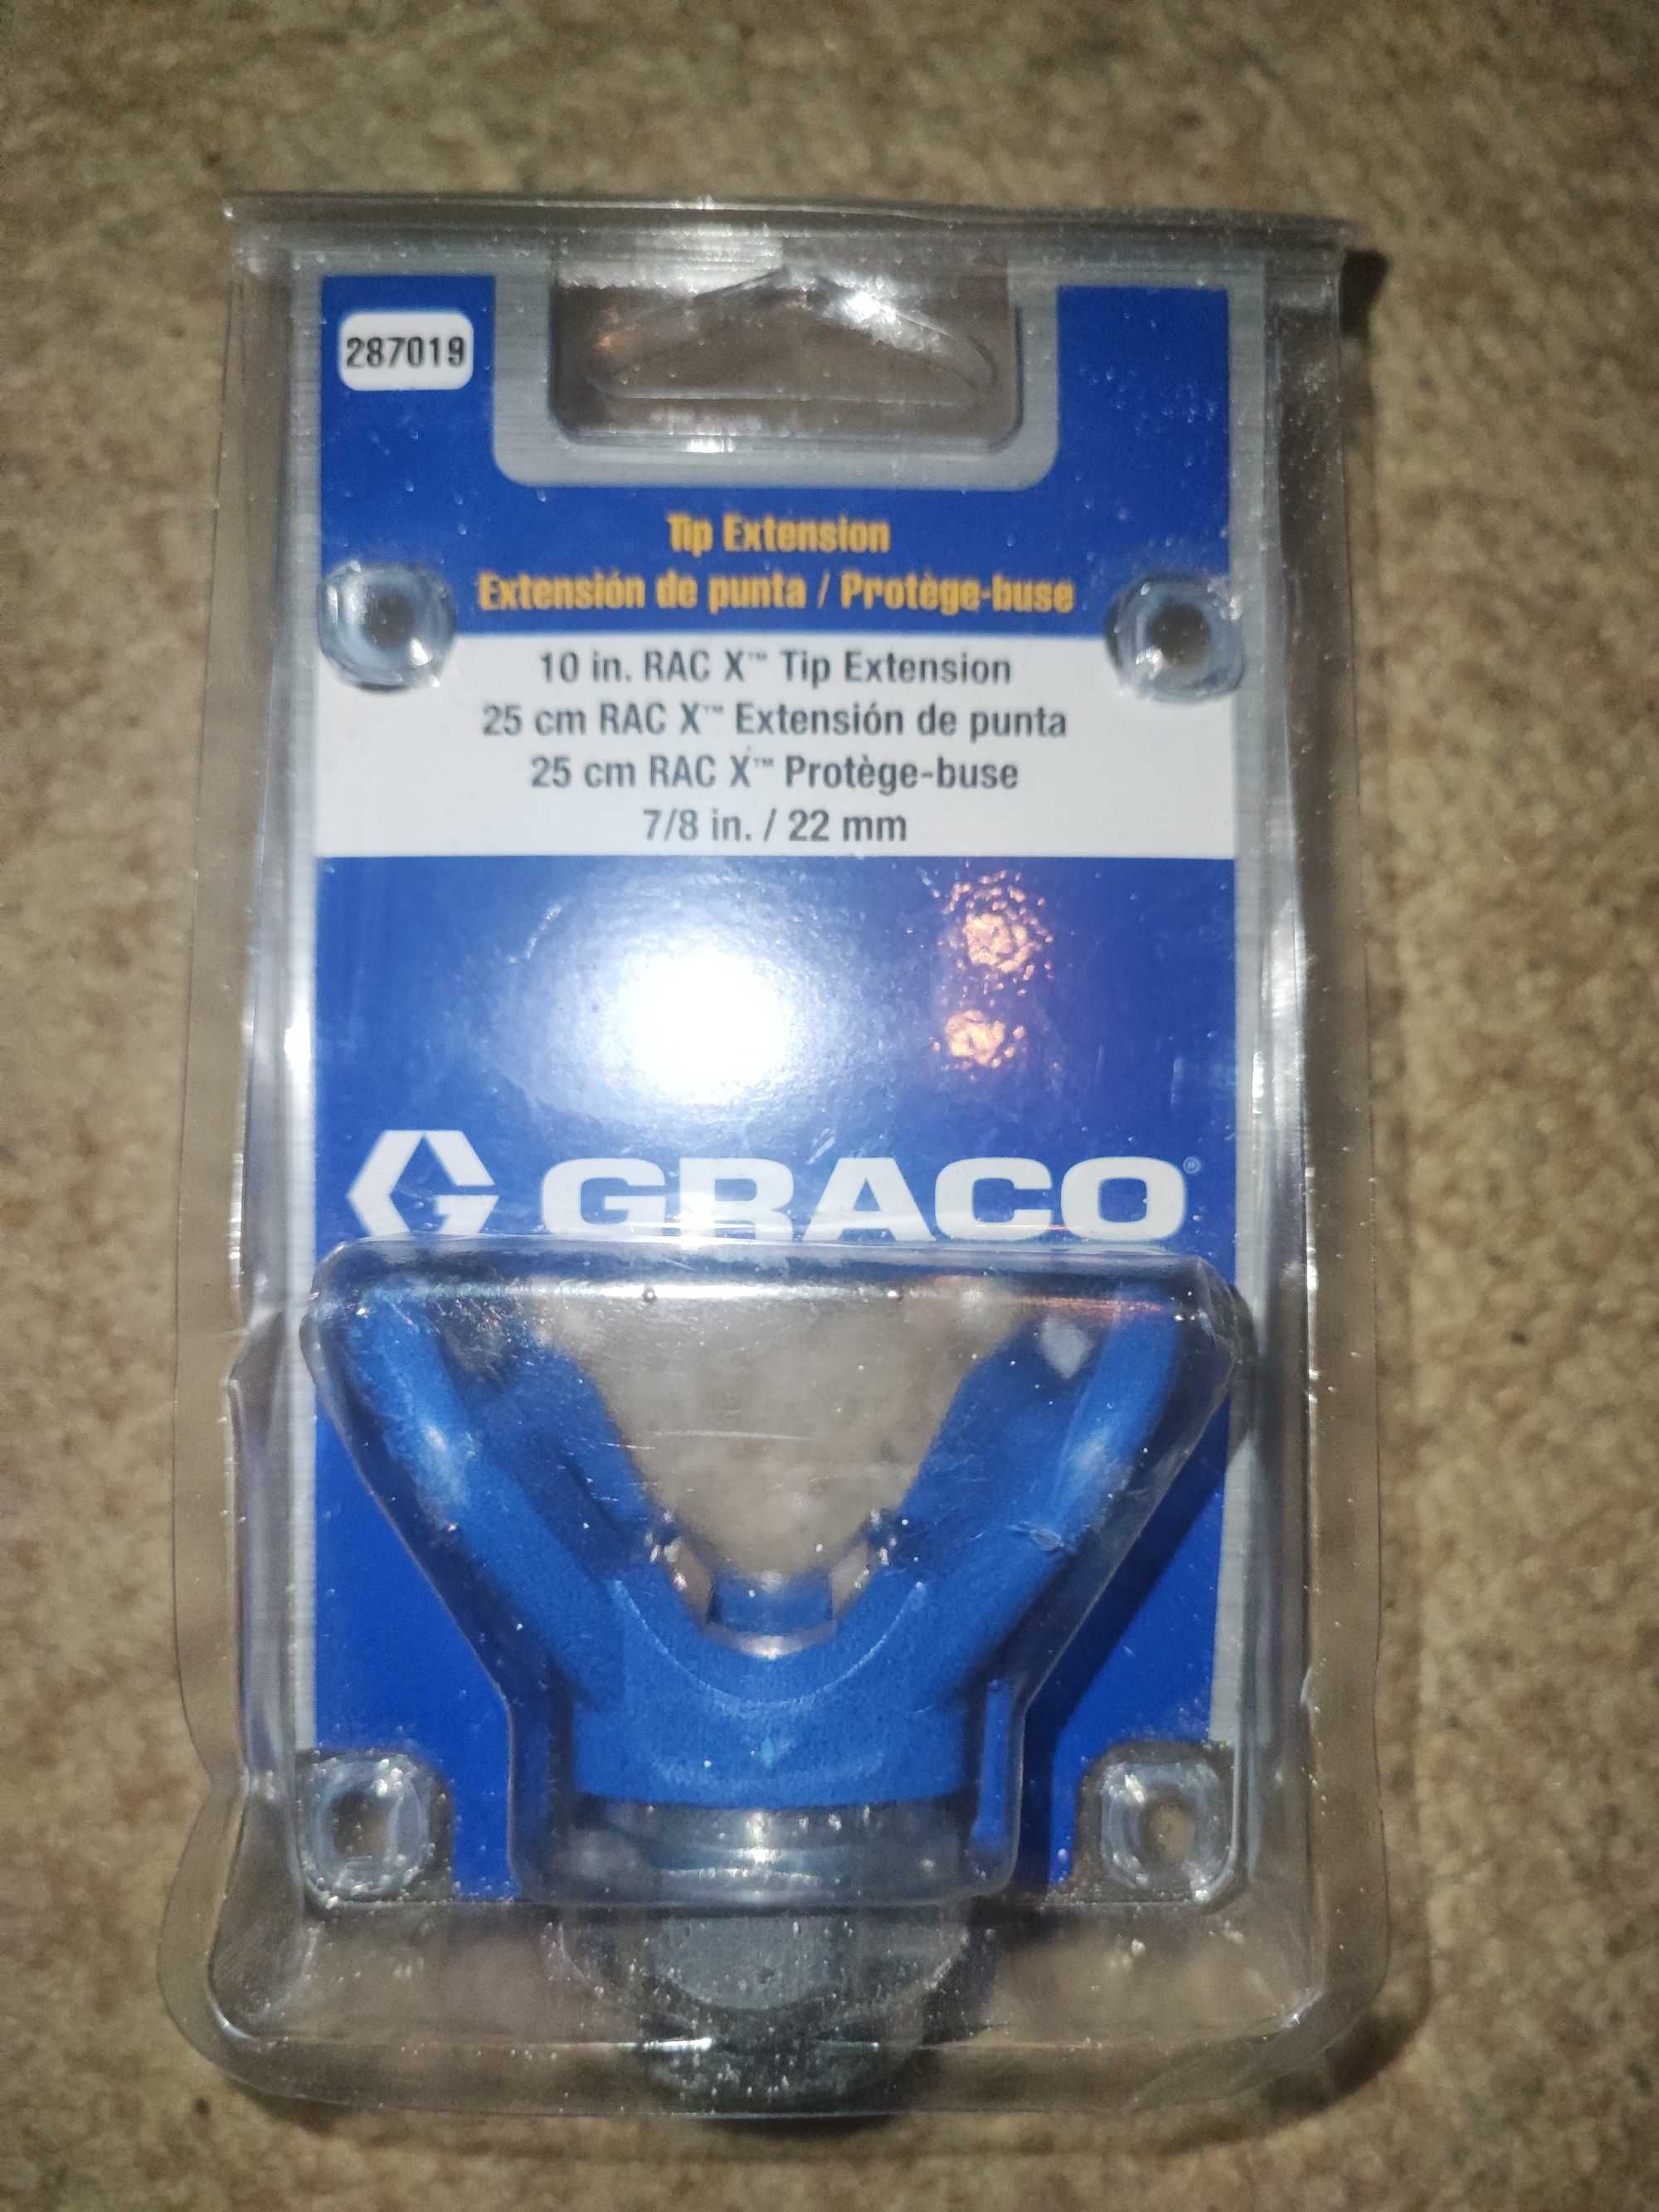 287019
Tip Extension
Extensión de punta / Protège-buse
10 in. RAC X™ Tip Extension
25 cm RAC X™ Extensión de punta
25 cm RAC X™ Protège-buse
7/8 in. / 22 mm
GRACO®